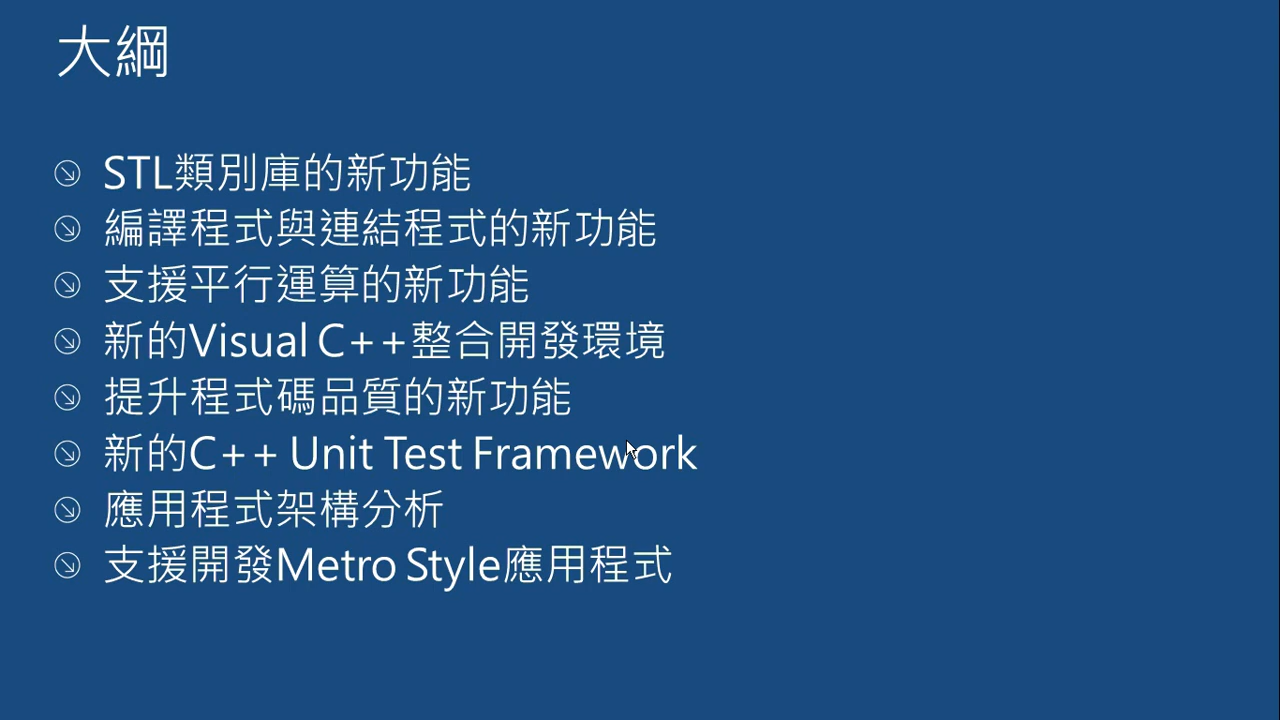 大綱
STL類別庫的新功能
編譯程式與連結程式的新功能
支援平行運算的新功能
新的Visual C++整合開發環境
提升程式碼品質的新功能
新的C++ Unit Test Framework
應用程式架構分析
支援開發Metro Style應用程式